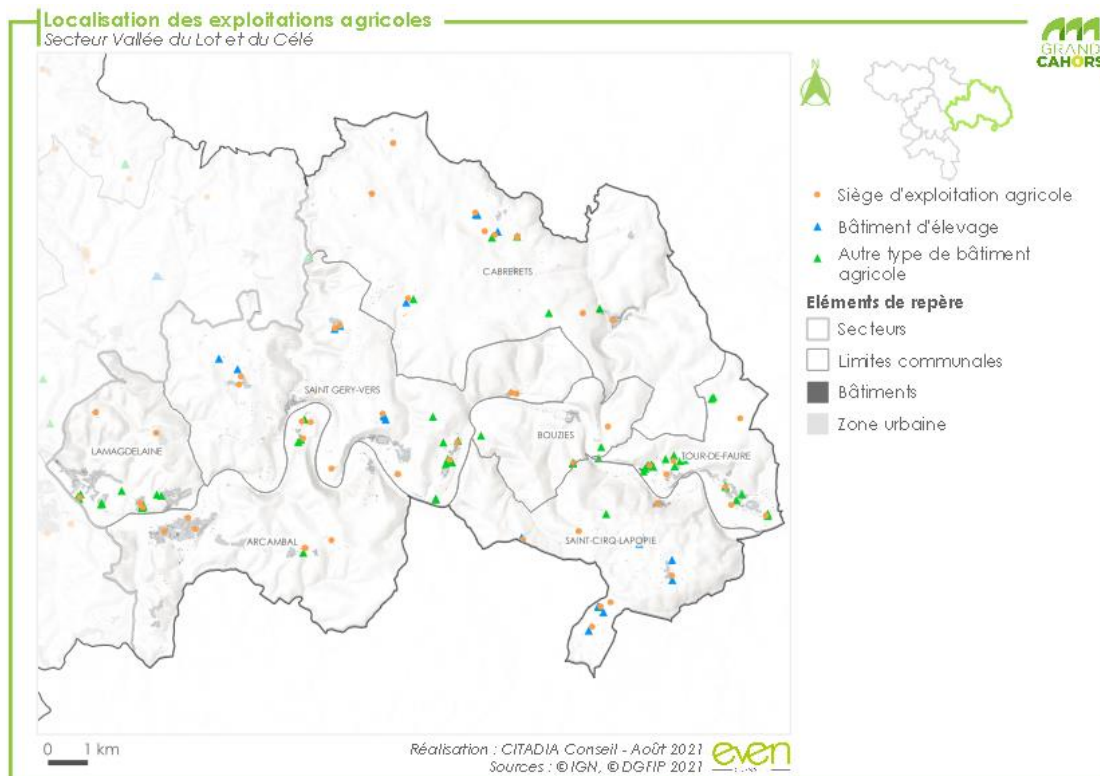 Localisation des exploitations agricoles
Secteur Vallée du Lot et du Célé
GRAND
CAHORS
N
Siège d'exploitation agricole
Bâtiment d'élevage
Autre type de bâtiment
agricole
Eléments de repère
Secteurs
Limites communales
Bâtiments
Zone urbaine
CABRERETS
SAINT GERY-VERS
BOUZIES
LAMAGDELAINE
TOUR-DE-FAURE
ARCAMBAL
SAINT-CIRQ-LAPOPIE
0 1 km
Réalisation : CITADIA Conseil - Août 2021
Sources : © IGN, © DGFIP 2021
even